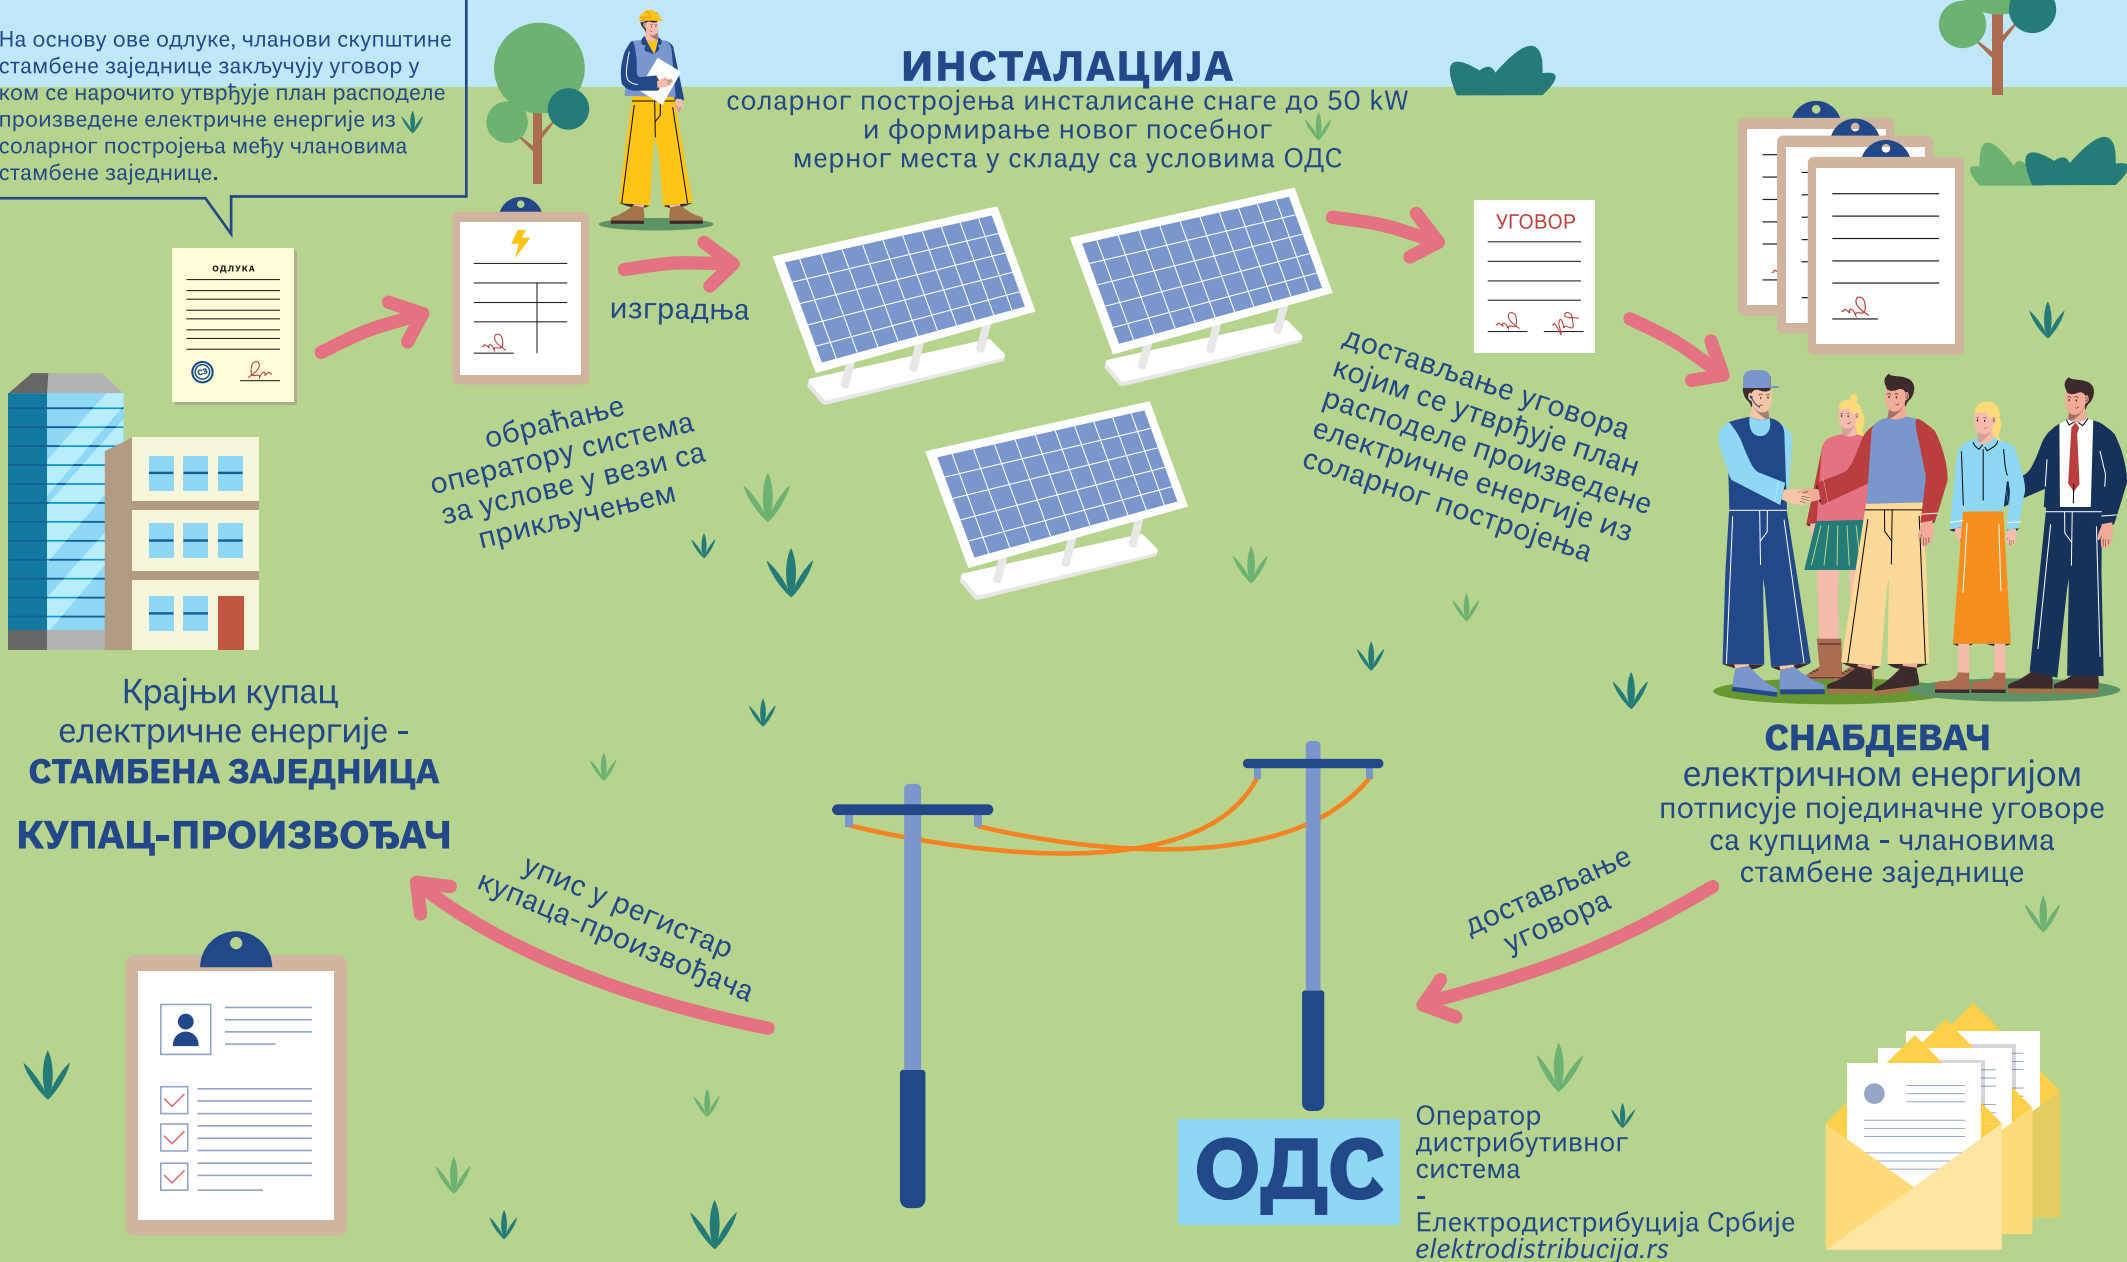 На основу ове одлуке, чланови скупштине
стамбене заједнице закључују уговор у
ком се нарочито утврђује план расподеле
произведене електричне енергије из
соларног постројења међу члановима
стамбене заједнице.
ОДЛУКА
СЗ
обраћање
оператору система
за услове у вези са
прикључењем
изградња
ИНСТАЛАЦИЈА
соларног постројења инсталисане снаге до 50 kW
и формирање новог посебног
мерног места у складу са условима ОДС
УГОВОР
достављање уговора
којим се утврђује план
расподеле произведене
електричне енергије из
соларног постројења
СНАБДЕВАЧ
електричном енергијом
потписује појединачне уговоре
са купцима - члановима
стамбене заједнице
достављање
уговора
ОДС
Оператор
дистрибутивног
система
-
Електродистрибуција Србије
elektrodistribucija.rs
упис у регистар
купаца-произвођача
Крајњи купац
електричне енергије -
СТАМБЕНА ЗАЈЕДНИЦА
КУПАЦ-ПРОИЗВОЂАЧ